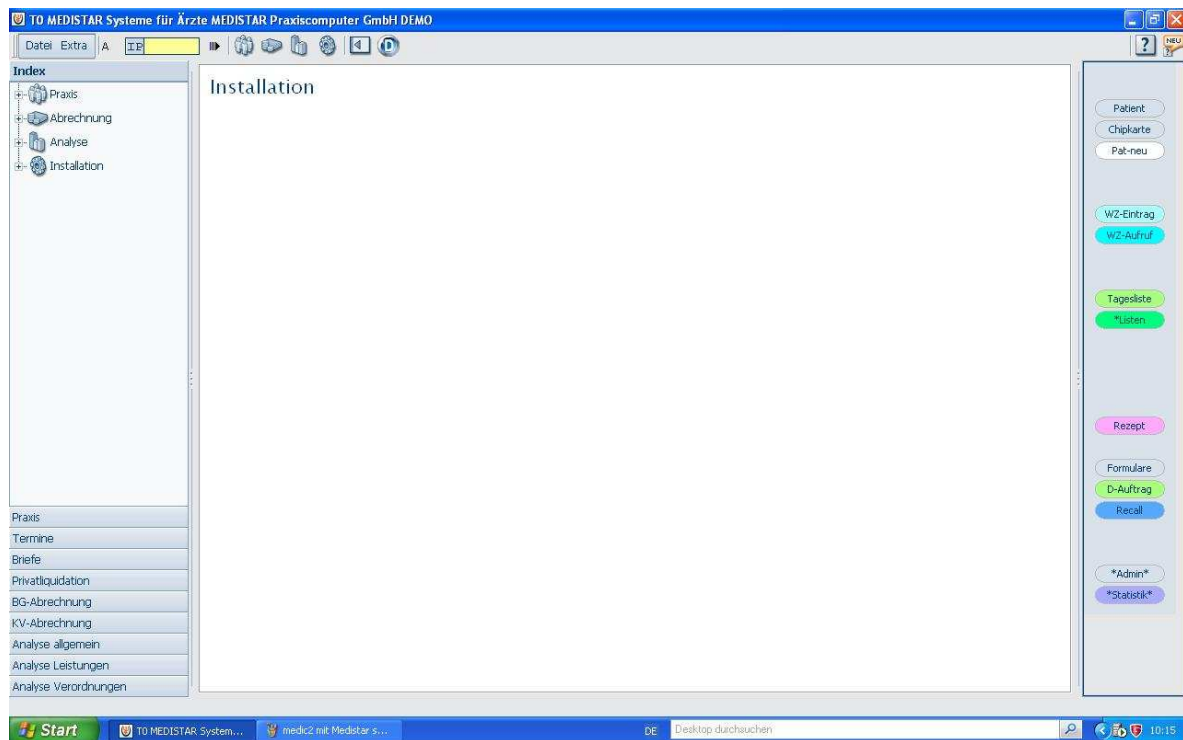 TO MEDISTAR Systeme für Ärzte MEDISTAR Praxiscomputer GmbH DEMO
Datei Extra A IP
? NEU ?
Index
Praxis
Abrechnung
Analyse
Installation
Praxis
Termine
Briefe
Privatliquidation
BG-Abrechnung
KV-Abrechnung
Analyse allgemein
Analyse Leistungen
Analyse Verordnungen
Installation
Patient
Chipkarte
Pat-neu
WZ-Eintrag
WZ-Aufruf
Tagesliste
*Listen
Rezept
Formulare
D-Auftrag
Recall
*Admin*
*Statistik*
Start TO MEDISTAR System... medic2 mit Medistar s... DE Desktop durchsuchen 10:15